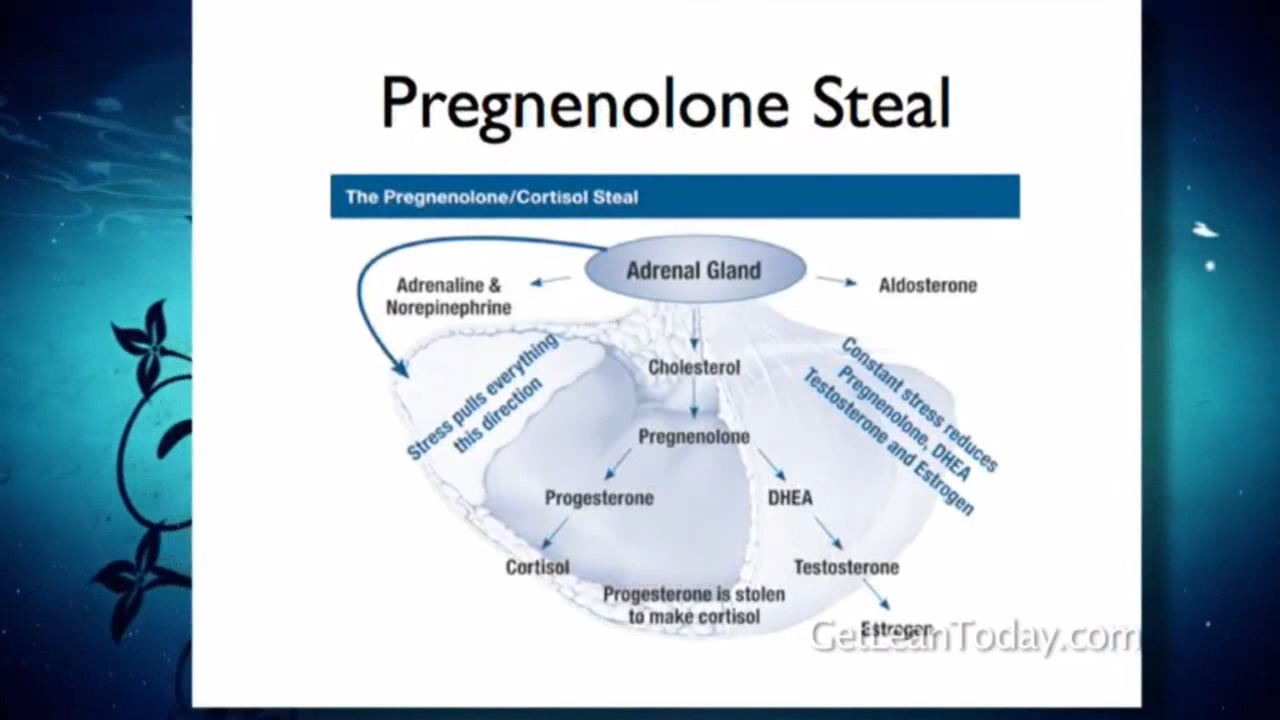 Pregnenolone Steal
The Pregnenolone/Cortisol Steal
Adrenal Gland
Adrenaline &
Norepinephrine
Aldosterone
Stress pulls everything
this direction
Cholesterol
Constant stress reduces
Pregnenolone, DHEA
Testosterone and Estrogen
Pregnenolone
Progesterone
DHEA
Cortisol
Testosterone
Progesterone is stolen
to make cortisol
Estrogen
GetLeanToday.com